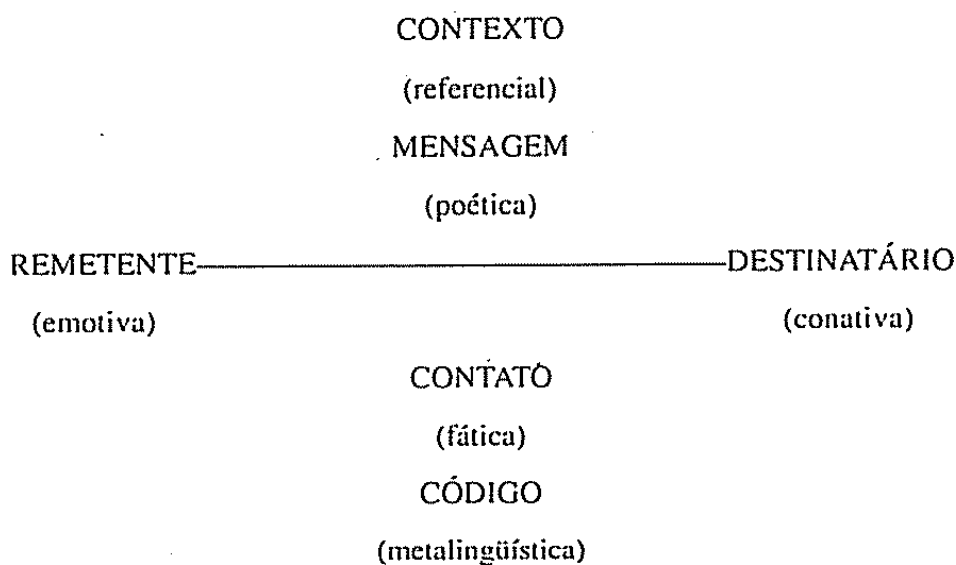 CONTEXTO
(referencial)
MENSAGEM
(poética)
REMETENTE DESTINATÁRIO
(emotiva) (conativa)
CONTATO
(fática)
CÓDIGO
(metalingüística)